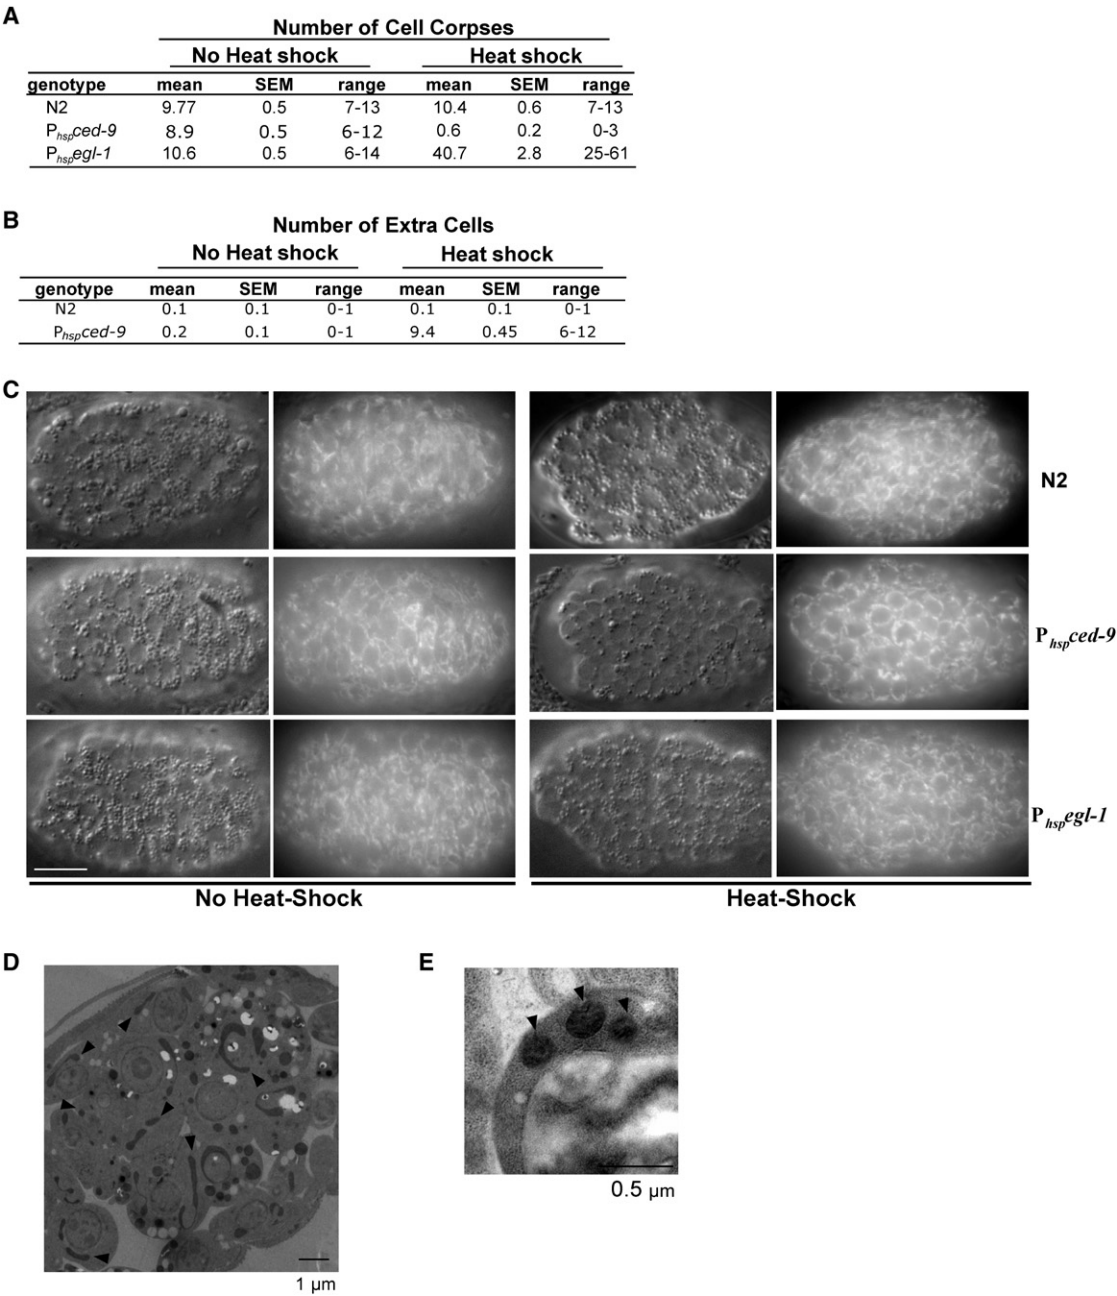 A
Number of Cell Corpses
No Heat shock Heat shock
genotype mean SEM range mean SEM range
N2 9.77 0.5 7-13 10.4 0.6 7-13
Phspced-9 8.9 0.5 6-12 0.6 0.2 0-3
Phspegl-1 10.6 0.5 6-14 40.7 2.8 25-61
B
Number of Extra Cells
No Heat shock Heat shock
genotype mean SEM range mean SEM range
N2 0.1 0.1 0-1 0.1 0.1 0-1
Phspced-9 0.2 0.1 0-1 9.4 0.45 6-12
C
N2
Phspced-9
Phspegl-1
No Heat-Shock Heat-Shock
D E
0.5 µm
1 µm